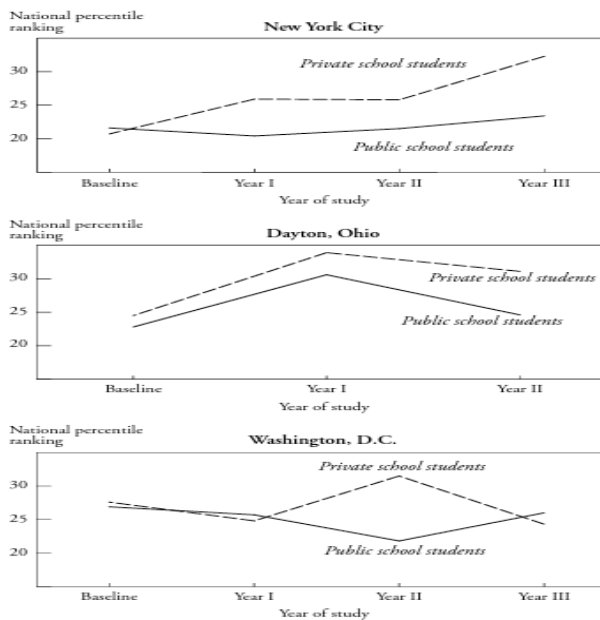 National percentile
ranking
New York City
Private school students
30
25
20
Public school students
Baseline
Year I
Year II
Year III
Year of study
National percentile
ranking
Dayton, Ohio
30
Private school students
25
Public school students
20
Baseline
Year I
Year II
Year of study
National percentile
ranking
Washington, D.C.
Private school students
30
25
20
Public school students
Baseline
Year I
Year II
Year III
Year of study